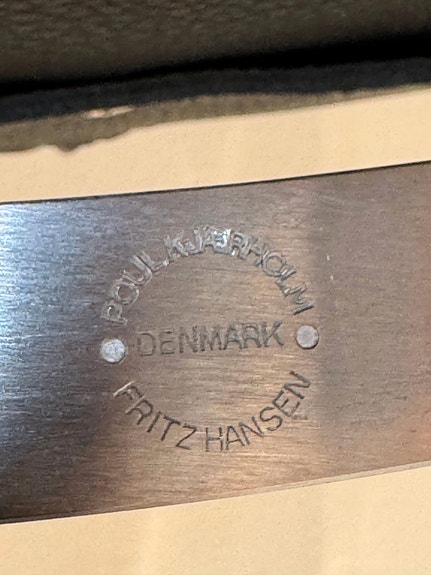 POUL KJÆRHOLM
DENMARK
FRITZ HANSEN